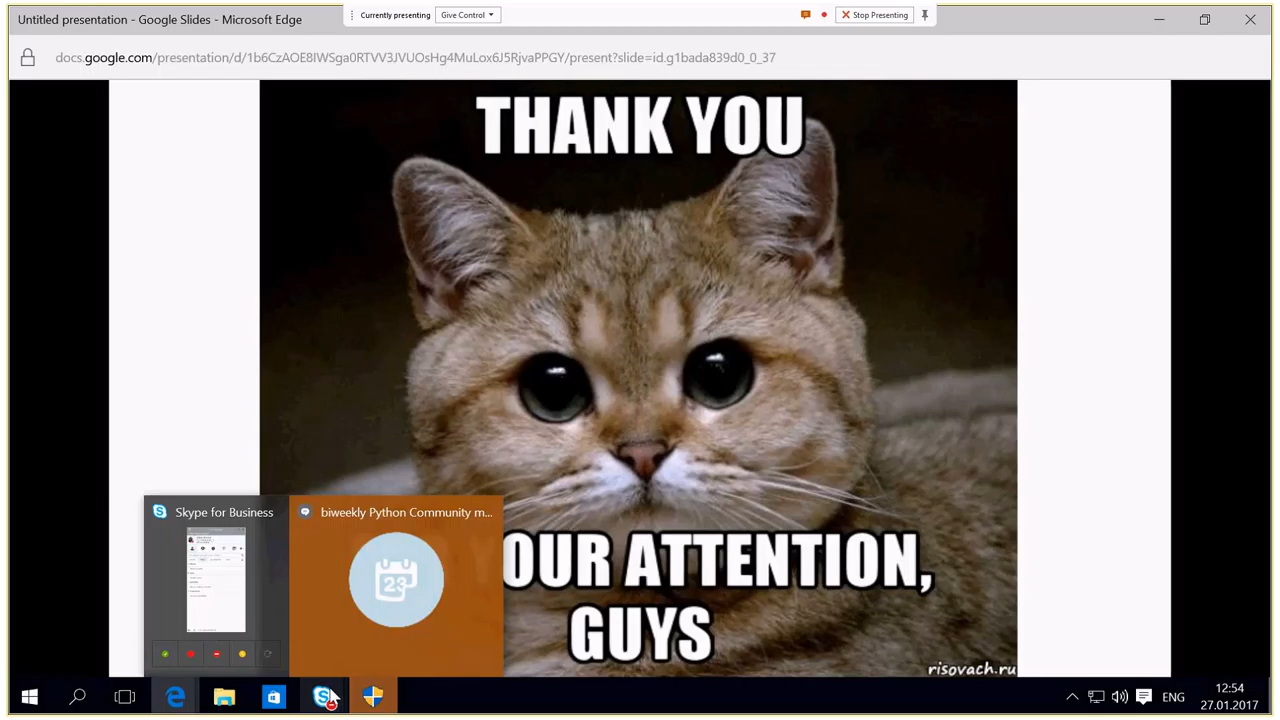 Untitled presentation - Google Slides - Microsoft Edge
Currently presenting
Give Control
Stop Presenting
docs.google.com/presentation/d/1b6CzAOE8IWSga0RTVV3JVUOsHg4MuLox6J5RjvaPPGY/present?slide=id.g1bada839d0_0_37
THANK YOU
Skype for Business
biweekly Python Community m...
23
OUR ATTENTION,
GUYS
risovach.ru
ENG
12:54
27.01.2017